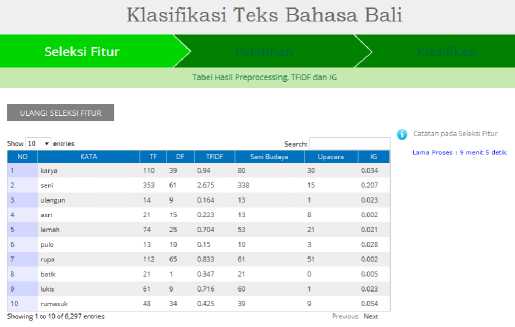 Klasifikasi Teks Bahasa Bali
Seleksi Fitur
Tabel Hasil Preprocessing, TFIDF dan IG
ULANGI SELEKSI FITUR
Catatan pada Seleksi Fitur
Show 10 entries Search:
Lama Proses : 9 menit 5 detik
NO KATA TF DF TFIDF Seni Budaya Upacara IG
1 karya 110 39 0.94 80 30 0.034
2 seni 353 61 2.675 338 15 0.207
3 ulengun 14 9 0.164 13 1 0.023
4 asri 21 15 0.223 13 8 0.002
5 lemah 74 25 0.704 53 21 0.021
6 pule 13 10 0.15 10 3 0.028
7 rupa 112 65 0.833 61 51 0.002
8 batik 21 1 0.347 21 0 0.005
9 lukis 61 9 0.716 60 1 0.023
10 rumasuk 48 34 0.425 39 9 0.054
Showing 1 to 10 of 6,297 entries Previous Next